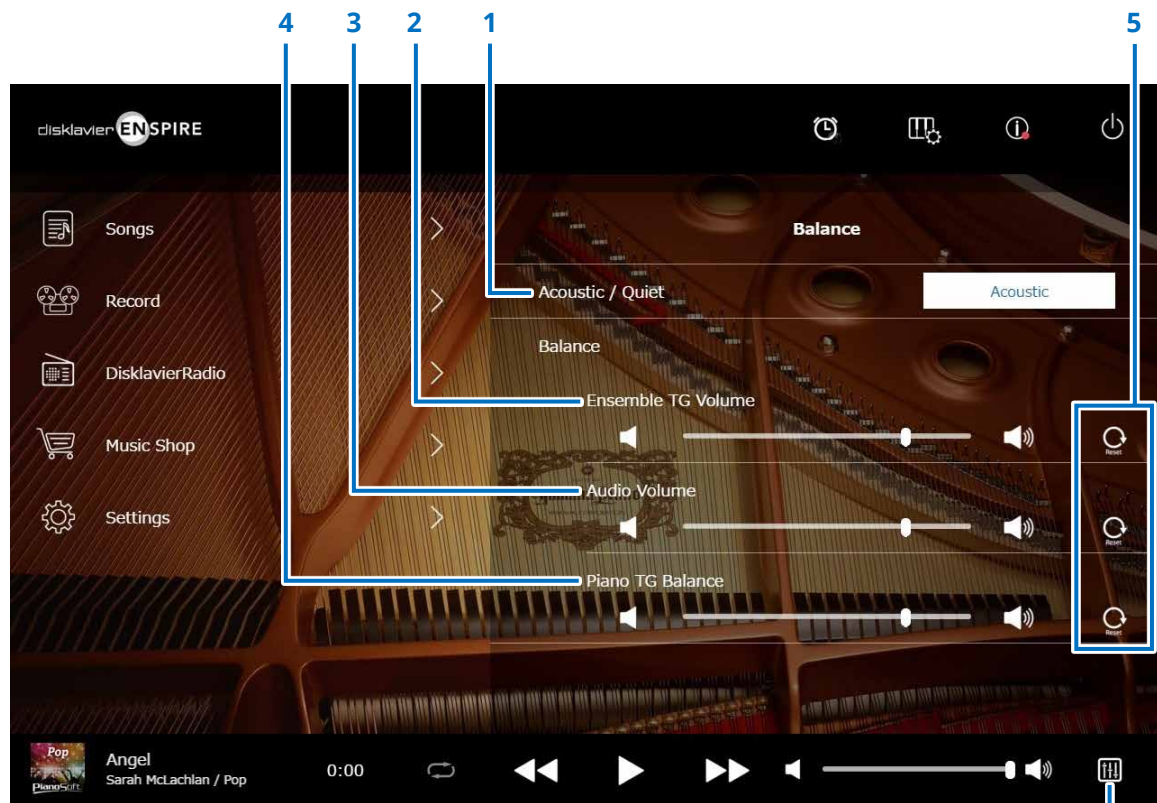 4 3 2 1 5
disklavier ENSPIRE
Songs
Record
DisklavierRadio
Music Shop
Settings
Balance
Acoustic / Quiet Acoustic
Balance
Ensemble TG Volume
Reset
Audio Volume
Reset
Piano TG Balance
Reset
Pop
PianoSoft
Angel
Sarah McLachlan / Pop
0:00